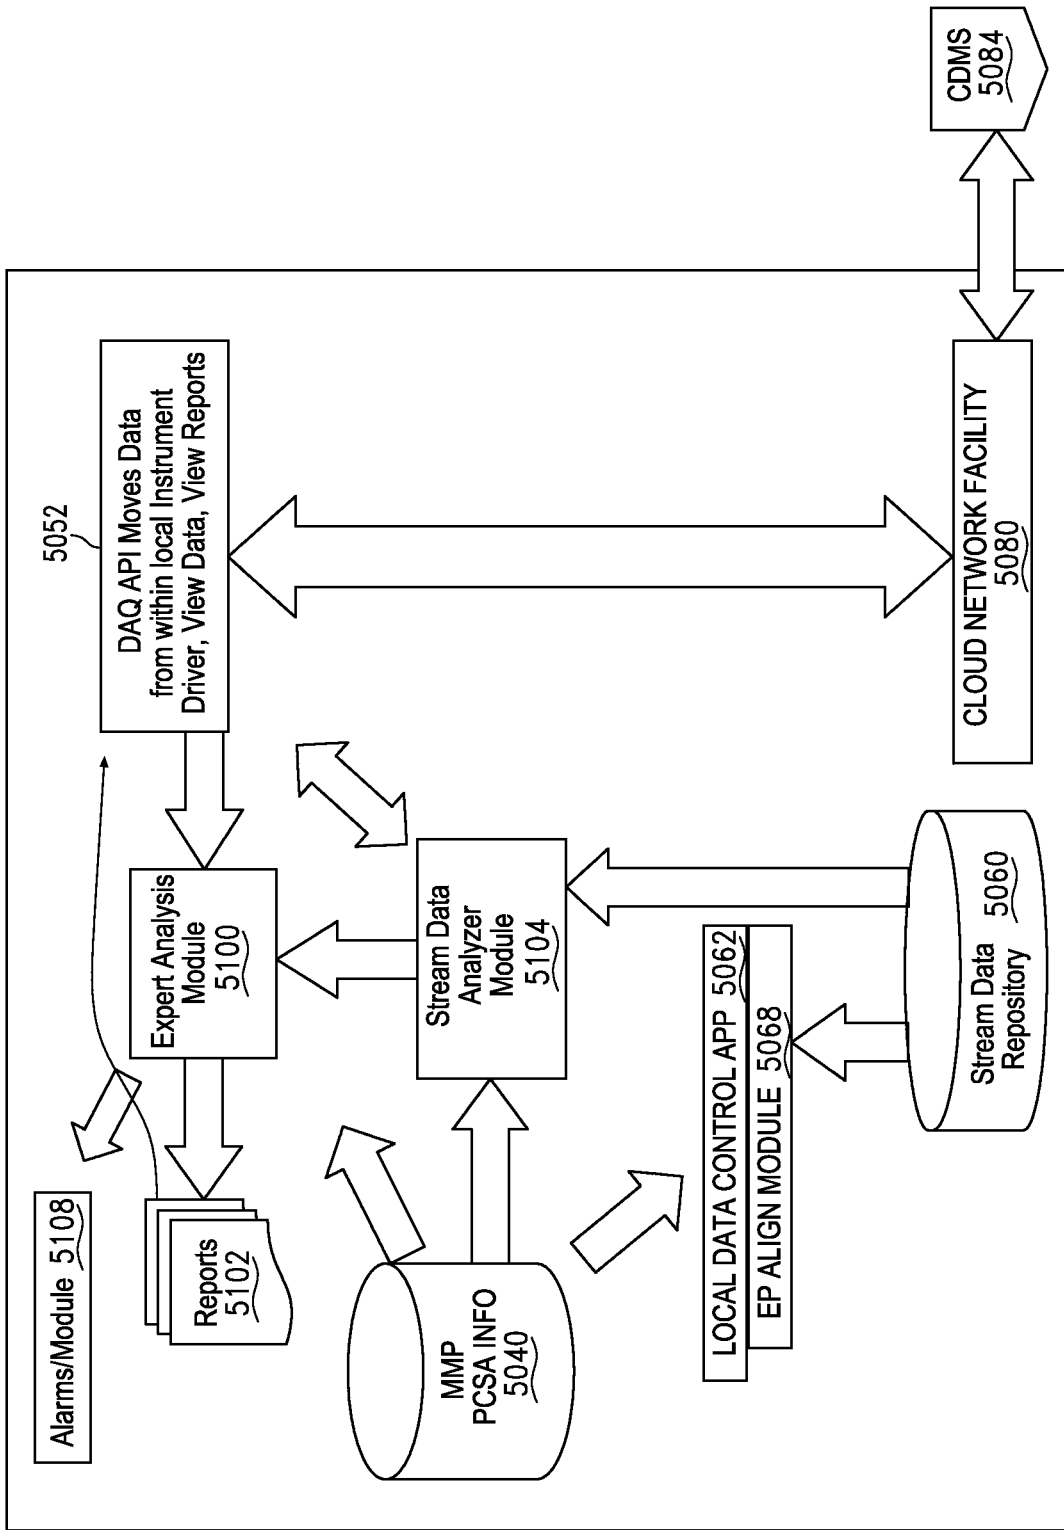 Alarms/Module 5108
Reports
5102
Expert Analysis
Module
5100
5052
DAQ API Moves Data
from within local Instrument
Driver, View Data, View Reports
MMP
PCSA INFO
5040
Stream Data
Analyzer
Module
5104
LOCAL DATA CONTROL APP 5062
EP ALIGN MODULE 5068
Stream Data
Repository
5060
CLOUD NETWORK FACILITY
5080
CDMS
5084